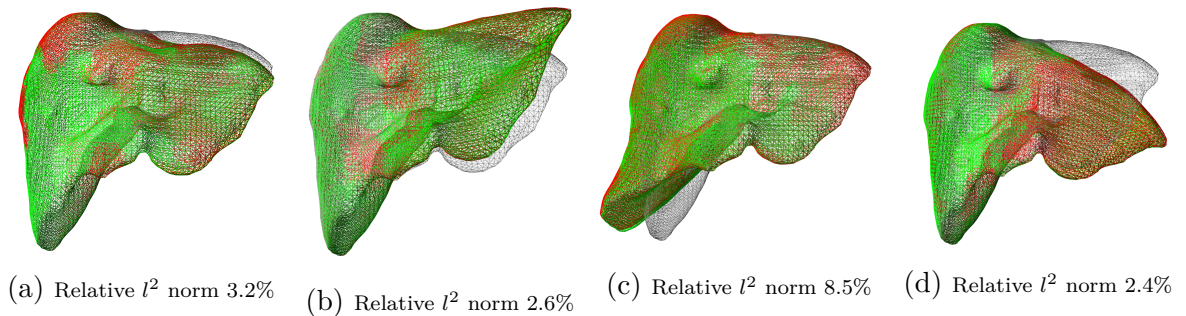 (a) Relative l² norm 3.2%
(b) Relative l² norm 2.6%
(c) Relative l² norm 8.5%
(d) Relative l² norm 2.4%